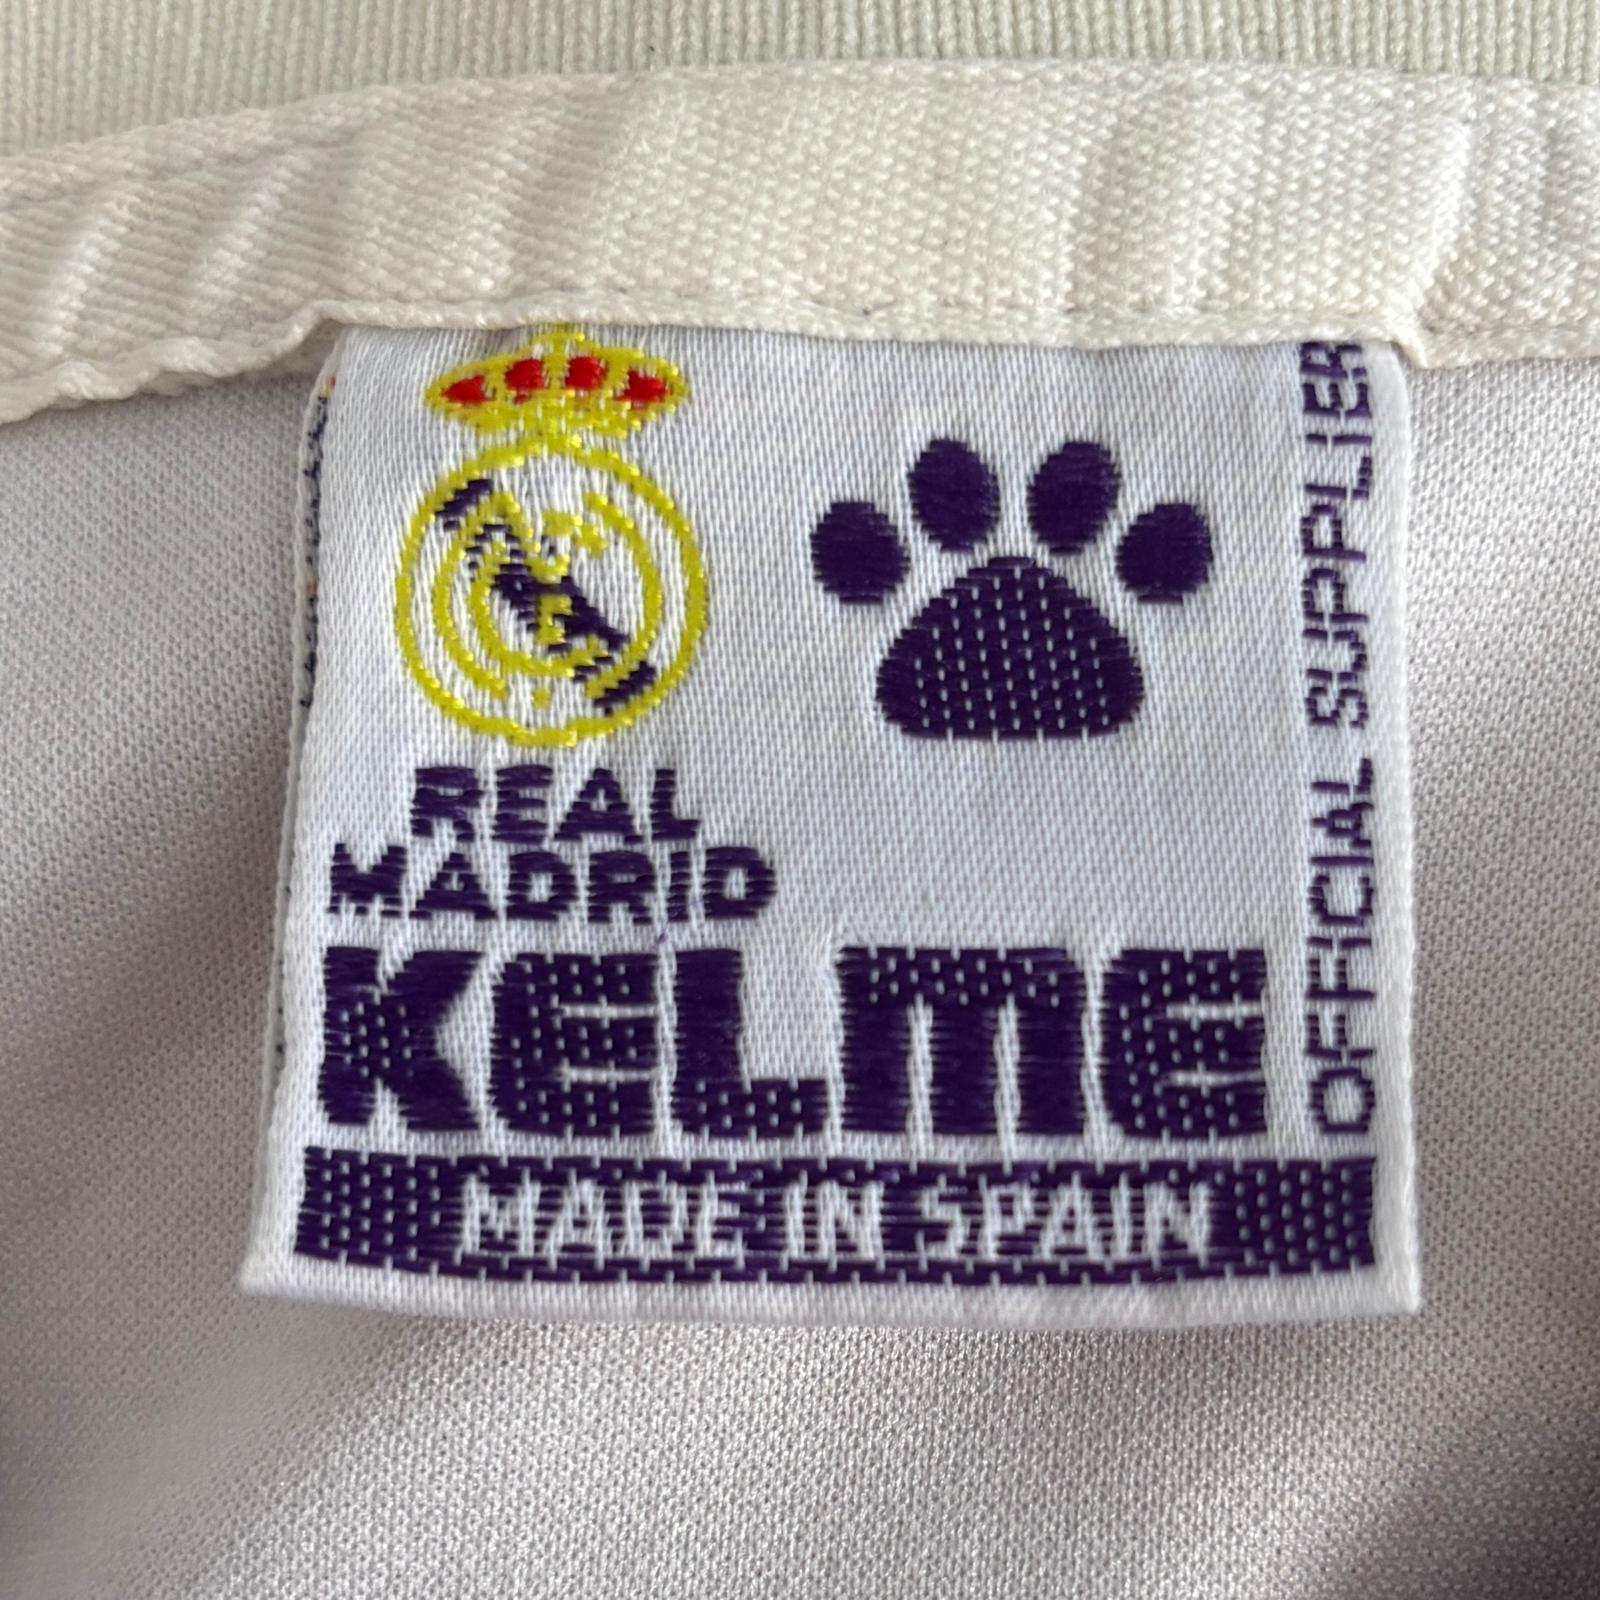 REAL
MADRID
KELME
MADE IN SPAIN
OFFICIAL SUPPLIER